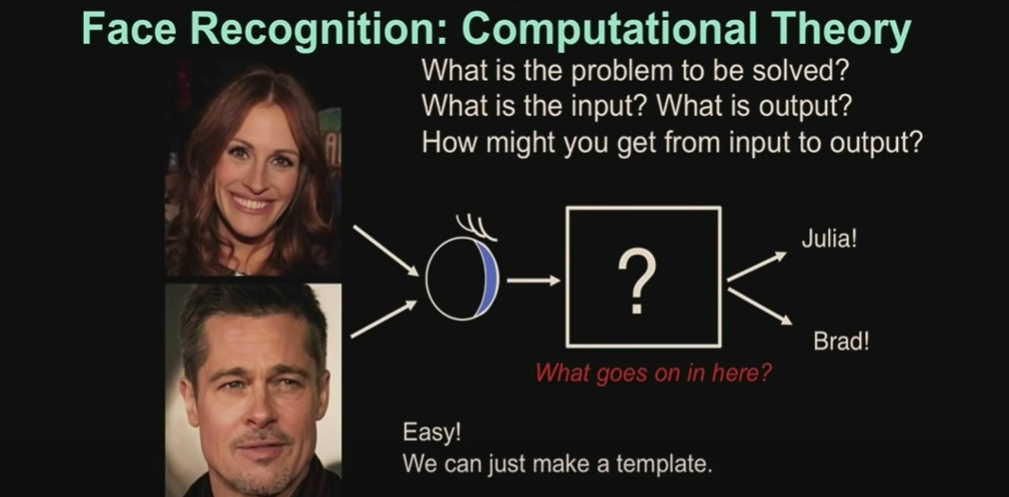 Face Recognition: Computational Theory
What is the problem to be solved?
What is the input? What is output?
How might you get from input to output?
?
Julia!
Brad!
What goes on in here?
Easy!
We can just make a template.